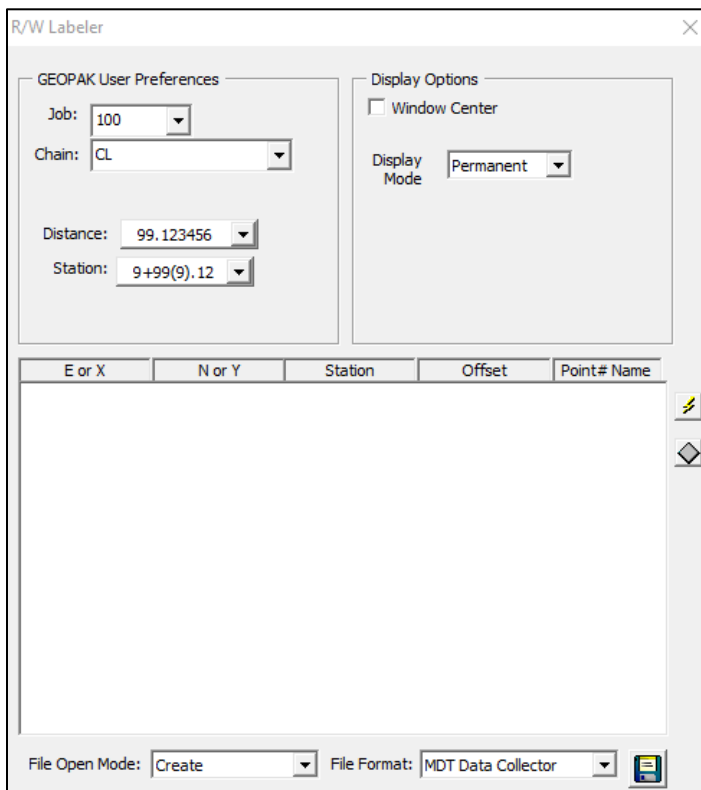 R/W Labeler
GEOPAK User Preferences
Job: 100
Chain: CL
Distance: 99.123456
Station: 9+99(9).12
Display Options
Window Center
Display
Mode
Permanent
E or X N or Y Station Offset Point# Name
File Open Mode: Create File Format: MDT Data Collector